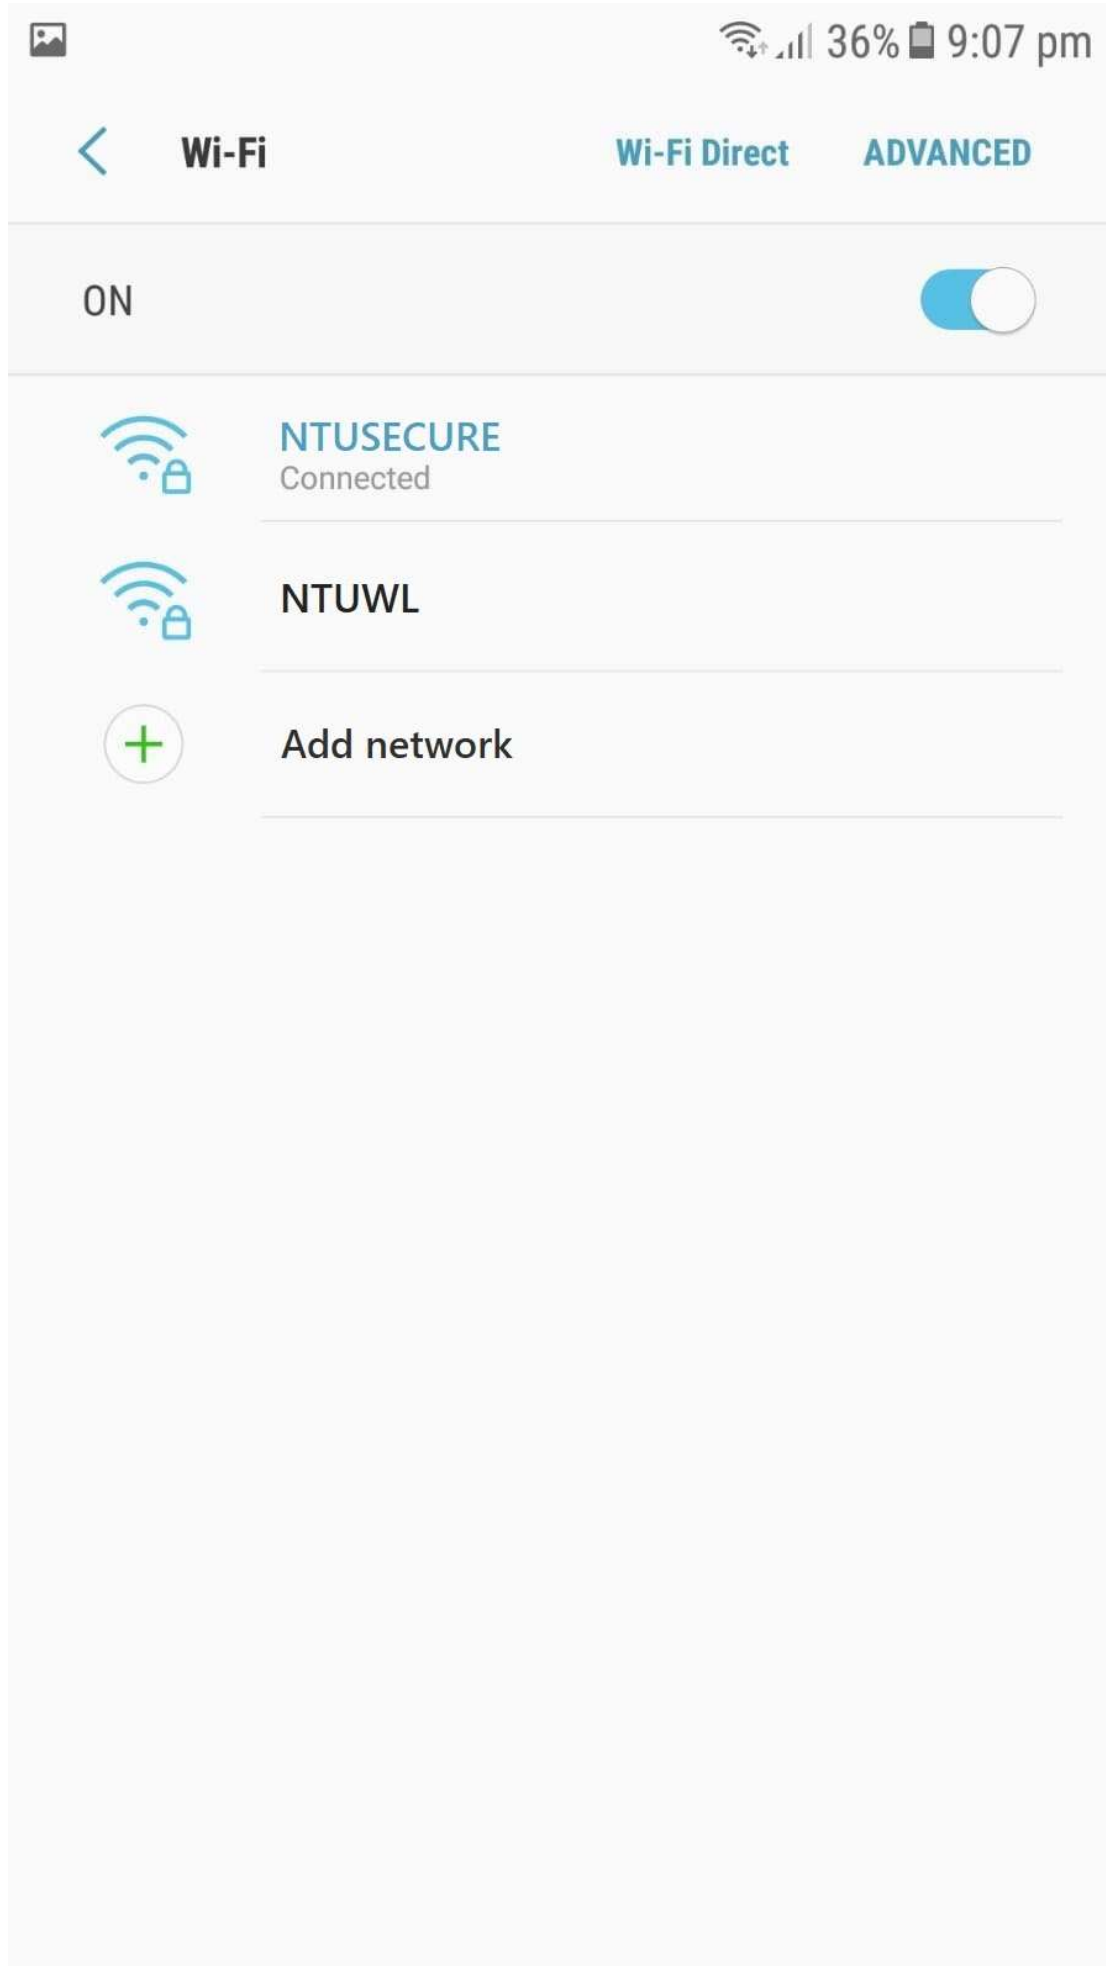 36% 9:07 pm
Wi-Fi Wi-Fi Direct ADVANCED
ON
NTUSECURE
Connected
NTUWL
Add network